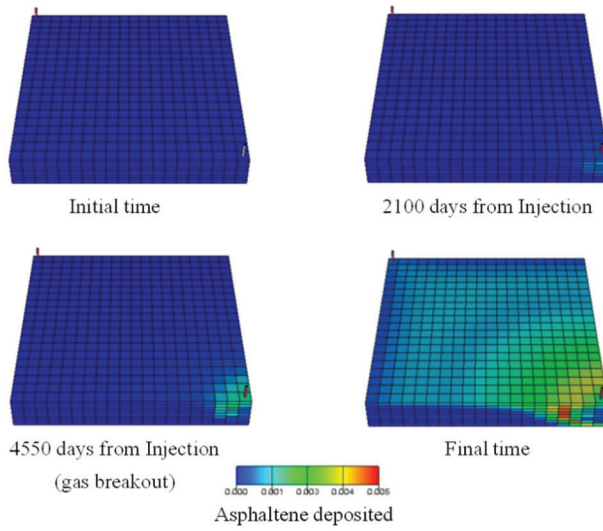 Initial time
2100 days from Injection
4550 days from Injection
(gas breakout)
Final time
0.000 0.001 0.003 0.004 0.005
Asphaltene deposited